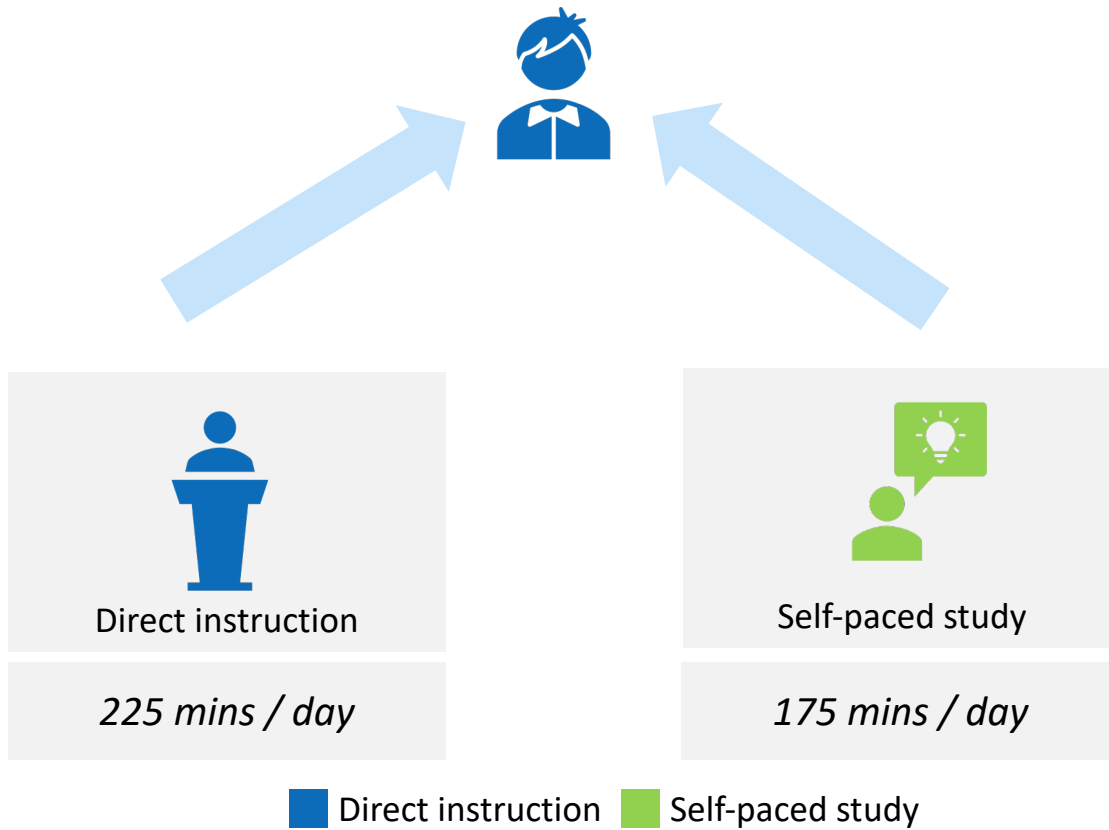 Direct instruction
Self-paced study
225 mins / day
175 mins / day
Direct instruction
Self-paced study